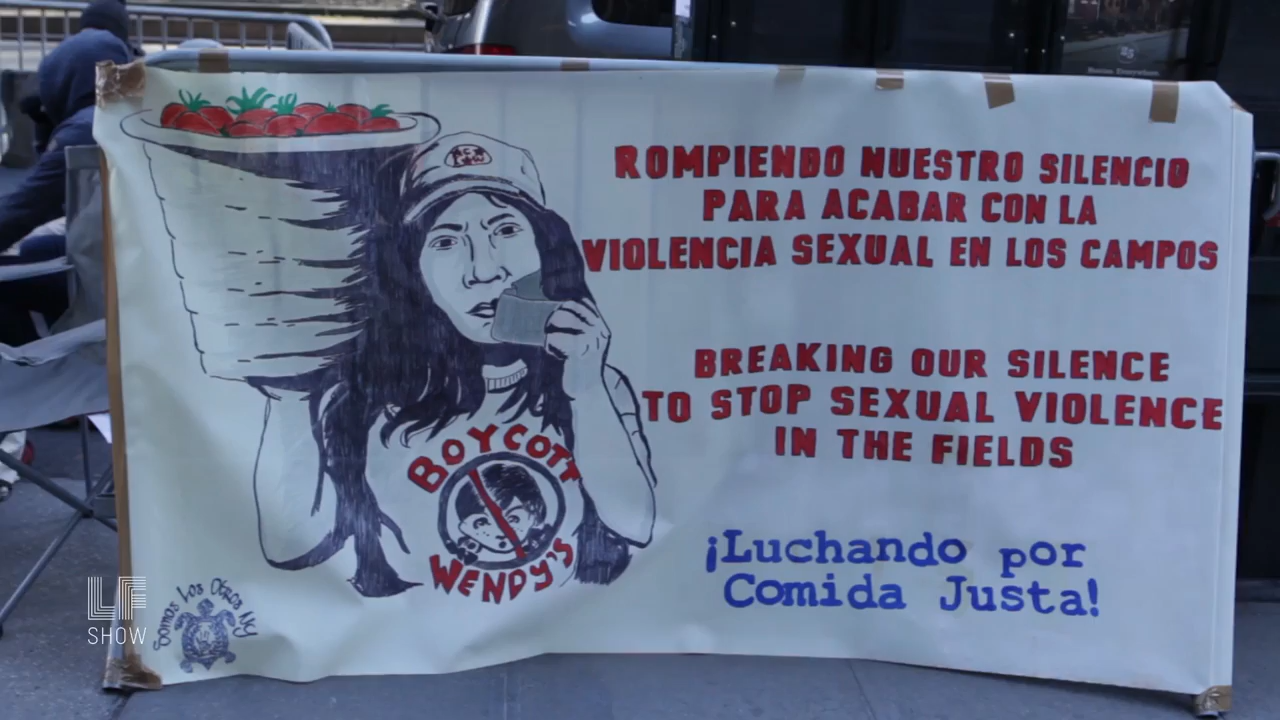 ROMPIENDO NUESTRO SILENCIO
PARA ACABAR CON LA
VIOLENCIA SEXUAL EN LOS CAMPOS
BREAKING OUR SILENCE
TO STOP SEXUAL VIOLENCE
IN THE FIELDS
¡Luchando por
Comida Justa!
BOYCOTT
WENDY'S
Somos Los Otros NY
LF
SHOW